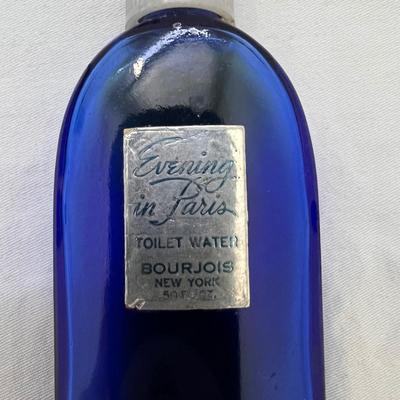 Evening
in Paris
TOILET WATER
BOURJOIS
NEW YORK